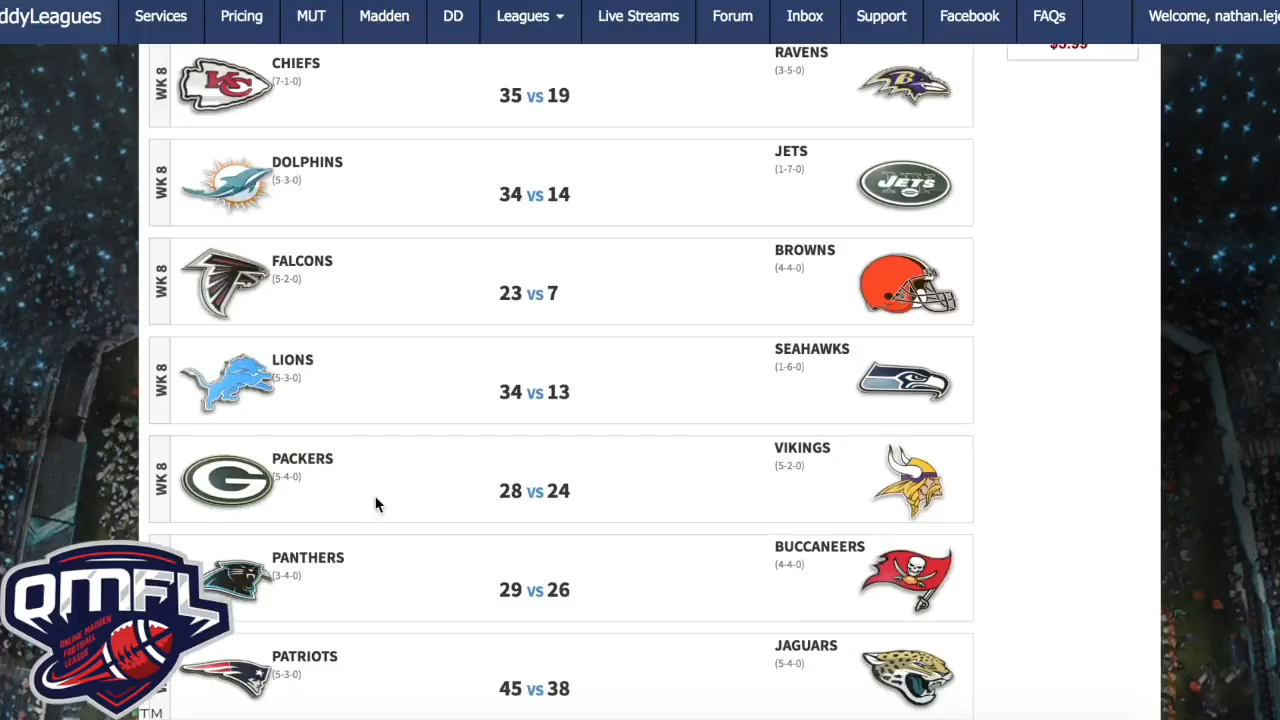 ddyLeagues Services Pricing MUT Madden DD Leagues Live Streams Forum Inbox Support Facebook FAQs Welcome, nathan.lej
$5.99
WK 8 CHIEFS (7-1-0) 35 vs 19 RAVENS (3-5-0)
WK 8 DOLPHINS (5-3-0) 34 vs 14 JETS (1-7-0) JETS
WK 8 FALCONS (5-2-0) 23 vs 7 BROWNS (4-4-0)
WK 8 LIONS (5-3-0) 34 vs 13 SEAHAWKS (1-6-0)
WK 8 PACKERS (5-4-0) 28 vs 24 VIKINGS (5-2-0)
PANTHERS (3-4-0) 29 vs 26 BUCCANEERS (4-4-0)
PATRIOTS (5-3-0) 45 vs 38 JAGUARS (5-4-0)
OMFL
ONLINE MADDEN
FOOTBALL
LEAGUE
TM